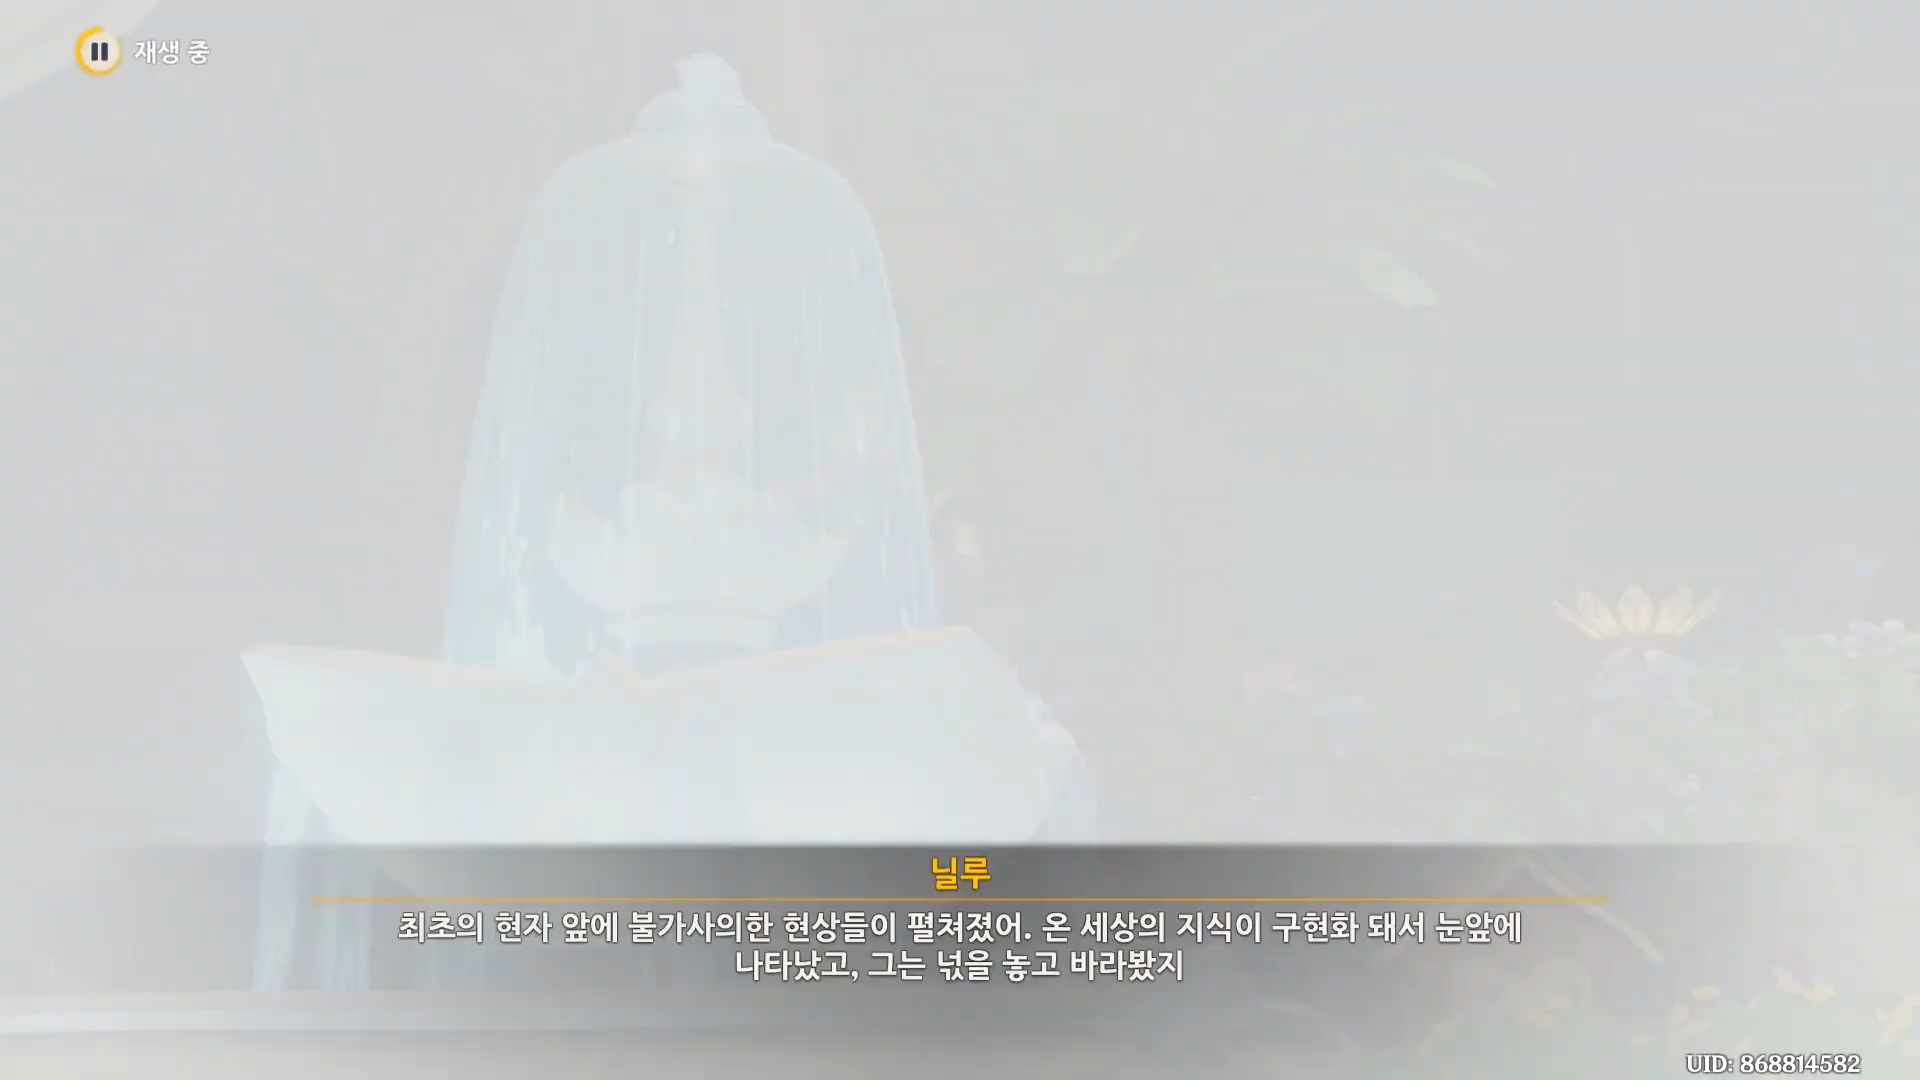 재생 중
닐루
최초의 현자 앞에 불가사의한 현상들이 펼쳐졌어. 온 세상의 지식이 구현화 돼서 눈앞에
나타났고, 그는 넋을 놓고 바라봤지
UID: 868814582